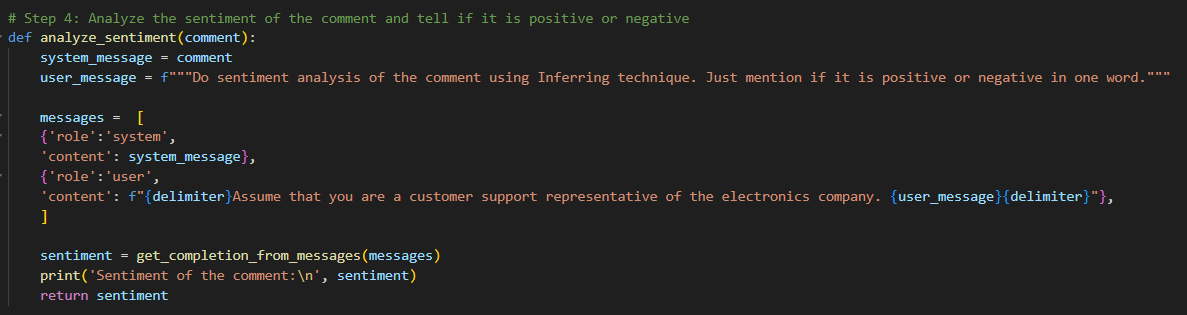 # Step 4: Analyze the sentiment of the comment and tell if it is positive or negative
def analyze_sentiment(comment):
    system_message = comment
    user_message = f"""Do sentiment analysis of the comment using Inferring technique. Just mention if it is positive or negative in one word."""

    messages =  [
    {'role':'system',
    'content': system_message},
    {'role':'user',
    'content': f"{delimiter}Assume that you are a customer support representative of the electronics company. {user_message}{delimiter}"},
    ]

    sentiment = get_completion_from_messages(messages)
    print('Sentiment of the comment:\n', sentiment)
    return sentiment